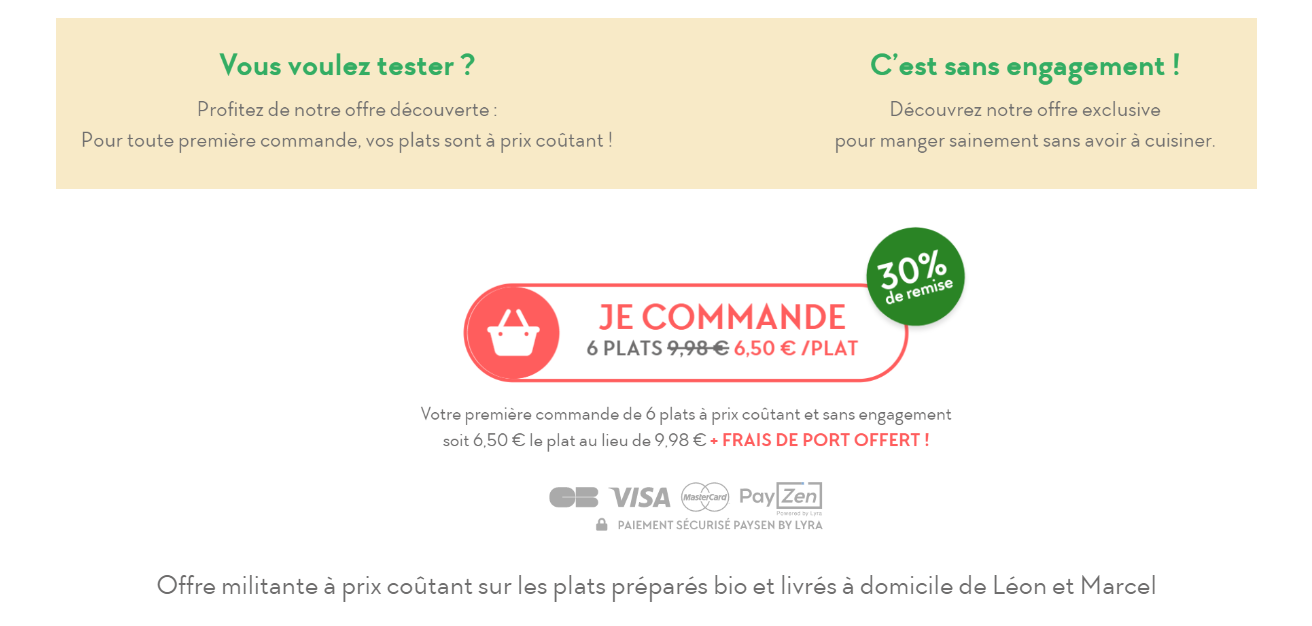 Vous voulez tester ?
Profitez de notre offre découverte :
Pour toute première commande, vos plats sont à prix coûtant !
C'est sans engagement !
Découvrez notre offre exclusive
pour manger sainement sans avoir à cuisiner.
30%
de remise
JE COMMANDE
6 PLATS 9,98 € 6,50 € /PLAT
Votre première commande de 6 plats à prix coûtant et sans engagement
soit 6,50 € le plat au lieu de 9,98 € + FRAIS DE PORT OFFERT !
CB VISA MasterCard PayZen
Powered by Lyra
PAIEMENT SÉCURISÉ PAYSEN BY LYRA
Offre militante à prix coûtant sur les plats préparés bio et livrés à domicile de Léon et Marcel